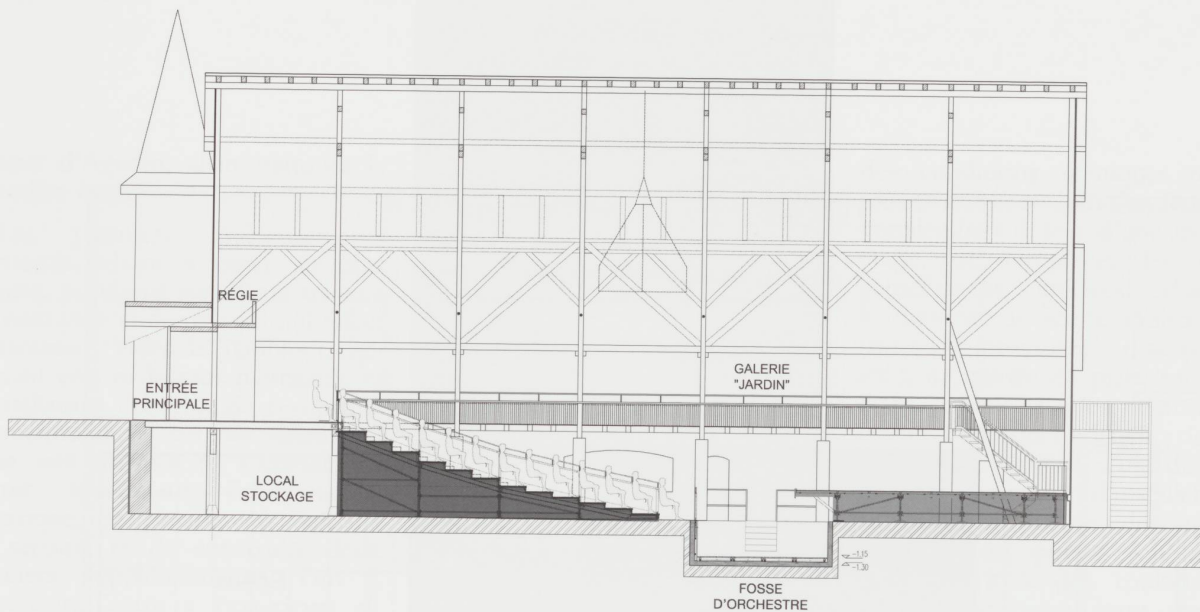 RÉGIE
GALERIE
"JARDIN"
ENTRÉE
PRINCIPALE
LOCAL
STOCKAGE
-1.15
-1.30
FOSSE
D'ORCHESTRE